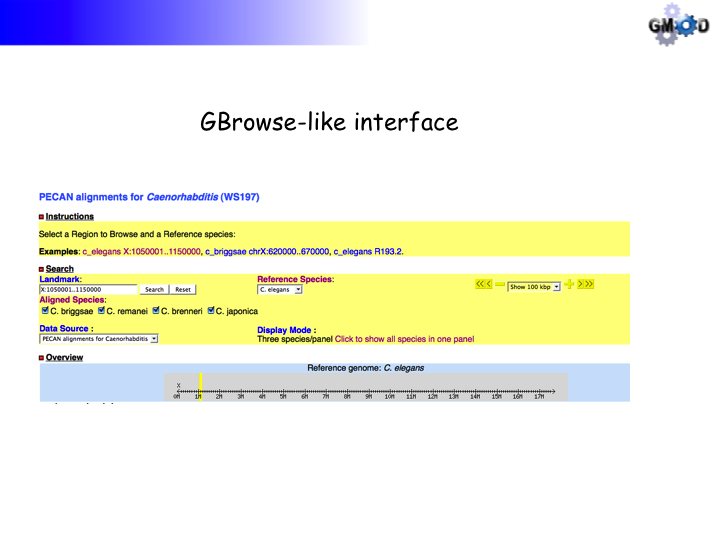 GMOD
GBrowse-like interface
PECAN alignments for Caenorhabditis (WS197)
Instructions
Select a Region to Browse and a Reference species:
Examples: c_elegans X:1050001..1150000, c_briggsae chrX:620000..670000, c_elegans R193.2.
Search
Landmark: Reference Species:
X:1050001..1150000 Search Reset C. elegans << − Show 100 kbp + >>
Aligned Species:
C. briggsae C. remanei C. brenneri C. japonica
Data Source : Display Mode :
PECAN alignments for Caenorhabditis Three species/panel Click to show all species in one panel
Overview
Reference genome: C. elegans
X
0M 1M 2M 3M 4M 5M 6M 7M 8M 9M 10M 11M 12M 13M 14M 15M 16M 17M